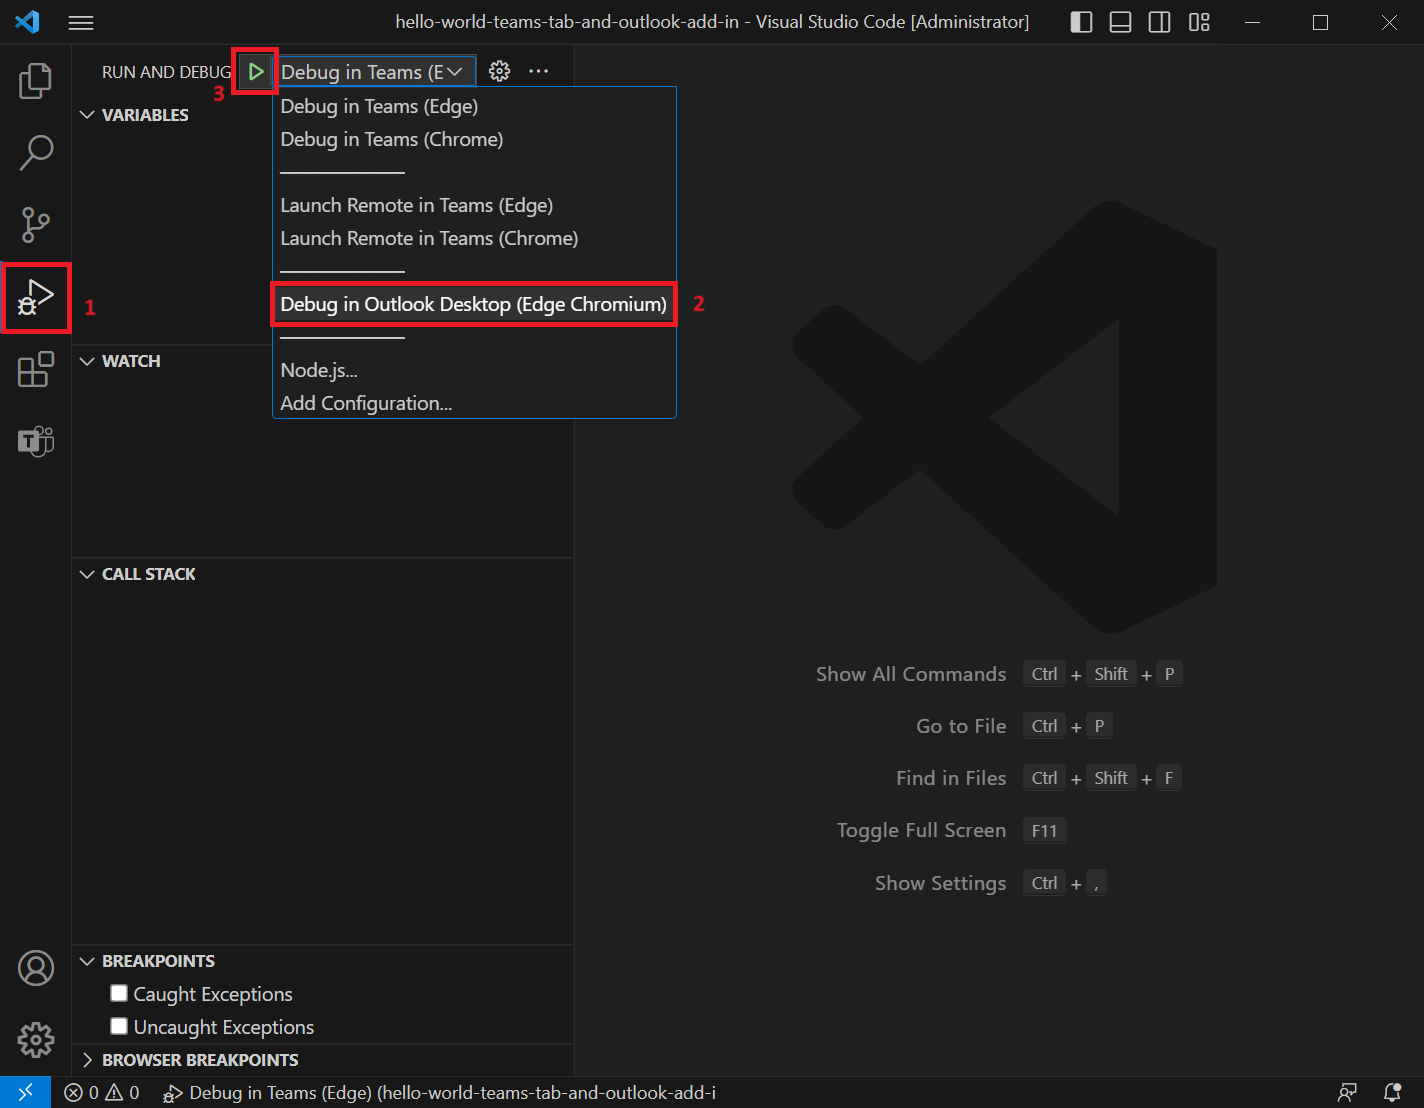 hello-world-teams-tab-and-outlook-add-in - Visual Studio Code [Administrator]
RUN AND DEBUG
3
Debug in Teams (E
VARIABLES
Debug in Teams (Edge)
Debug in Teams (Chrome)
Launch Remote in Teams (Edge)
Launch Remote in Teams (Chrome)
1
Debug in Outlook Desktop (Edge Chromium)
2
Node.js...
Add Configuration...
WATCH
T
CALL STACK
Show All Commands Ctrl + Shift + P
Go to File Ctrl + P
Find in Files Ctrl + Shift + F
Toggle Full Screen F11
Show Settings Ctrl + ,
BREAKPOINTS
Caught Exceptions
Uncaught Exceptions
BROWSER BREAKPOINTS
0 0 Debug in Teams (Edge) (hello-world-teams-tab-and-outlook-add-i